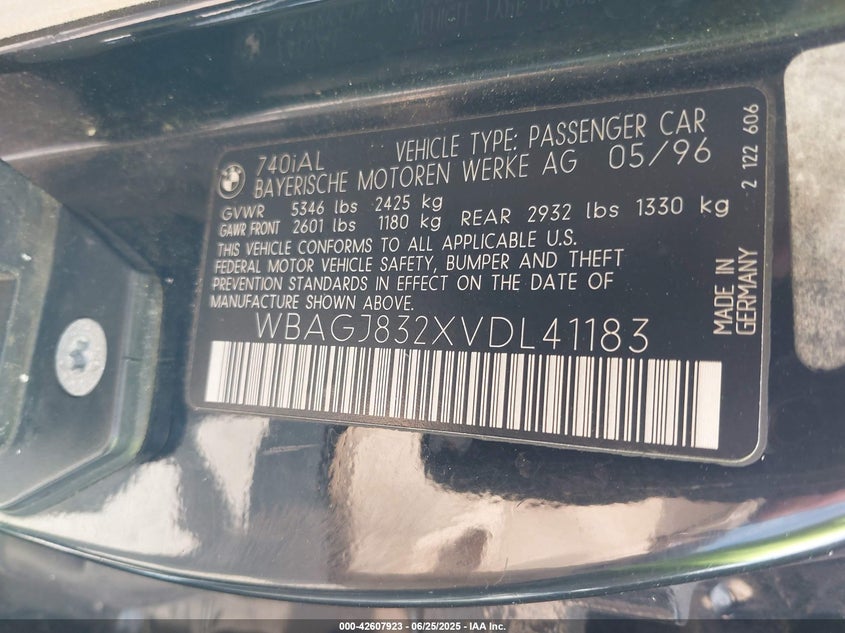 740iAL VEHICLE TYPE: PASSENGER CAR
BAYERISCHE MOTOREN WERKE AG 05/96
GVWR 5346 lbs 2425 kg
GAWR FRONT 2601 lbs 1180 kg REAR 2932 lbs 1330 kg
THIS VEHICLE CONFORMS TO ALL APPLICABLE U.S.
FEDERAL MOTOR VEHICLE SAFETY, BUMPER AND THEFT
PREVENTION STANDARDS IN EFFECT ON THE DATE OF
MANUFACTURE SHOWN ABOVE.
WBAGJ832XVDL41183
MADE IN
GERMANY
2 122 606
000-42607923 - 06/25/2025 - IAA Inc.